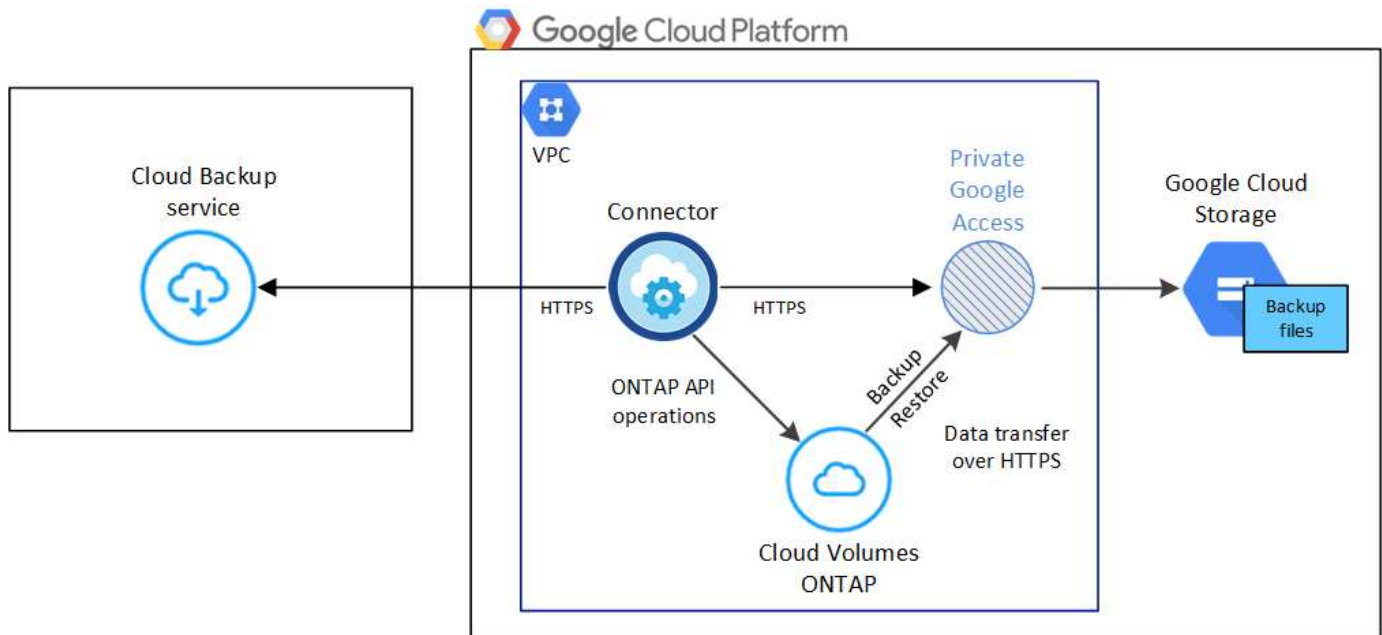 Google Cloud Platform
VPC
Cloud Backup
service
Connector
Private
Google
Access
Google Cloud
Storage
HTTPS
HTTPS
Backup
files
ONTAP API
operations
Backup
Restore
Data transfer
over HTTPS
Cloud Volumes
ONTAP